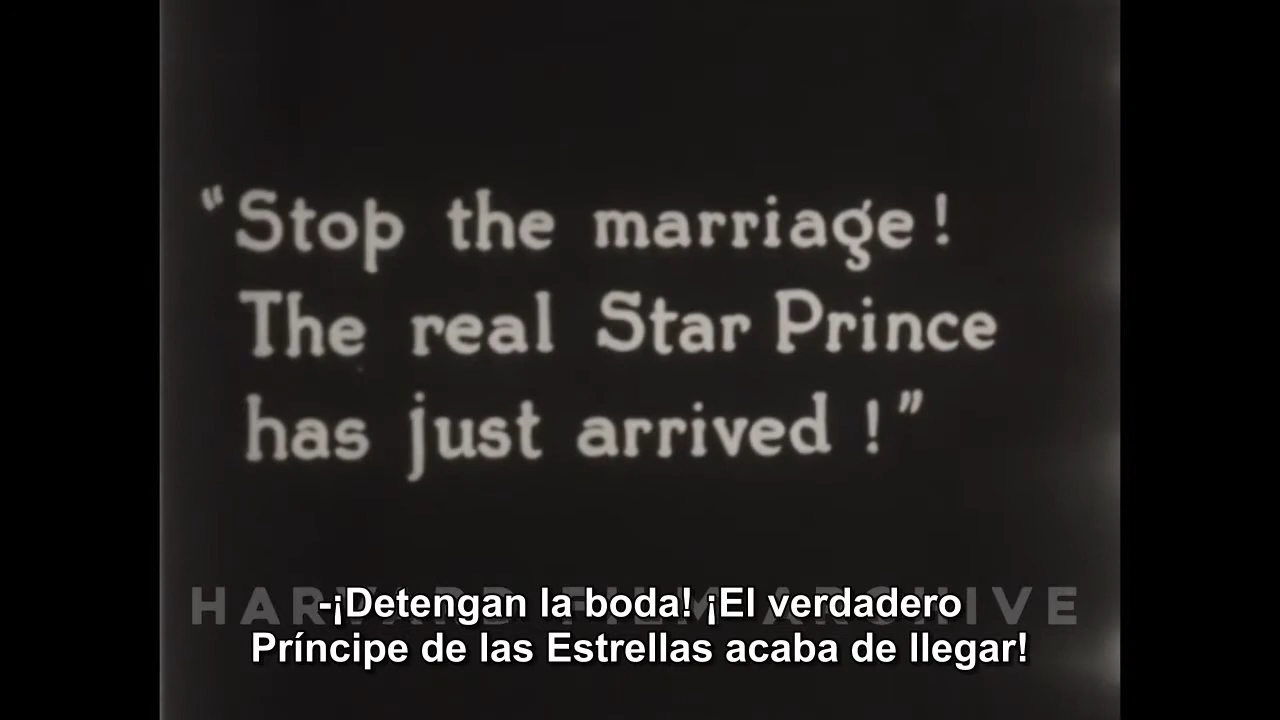 “Stop the marriage!
The real Star Prince
has just arrived!”
HARVARD FILM ARCHIVE
-¡Detengan la boda! ¡El verdadero
Príncipe de las Estrellas acaba de llegar!